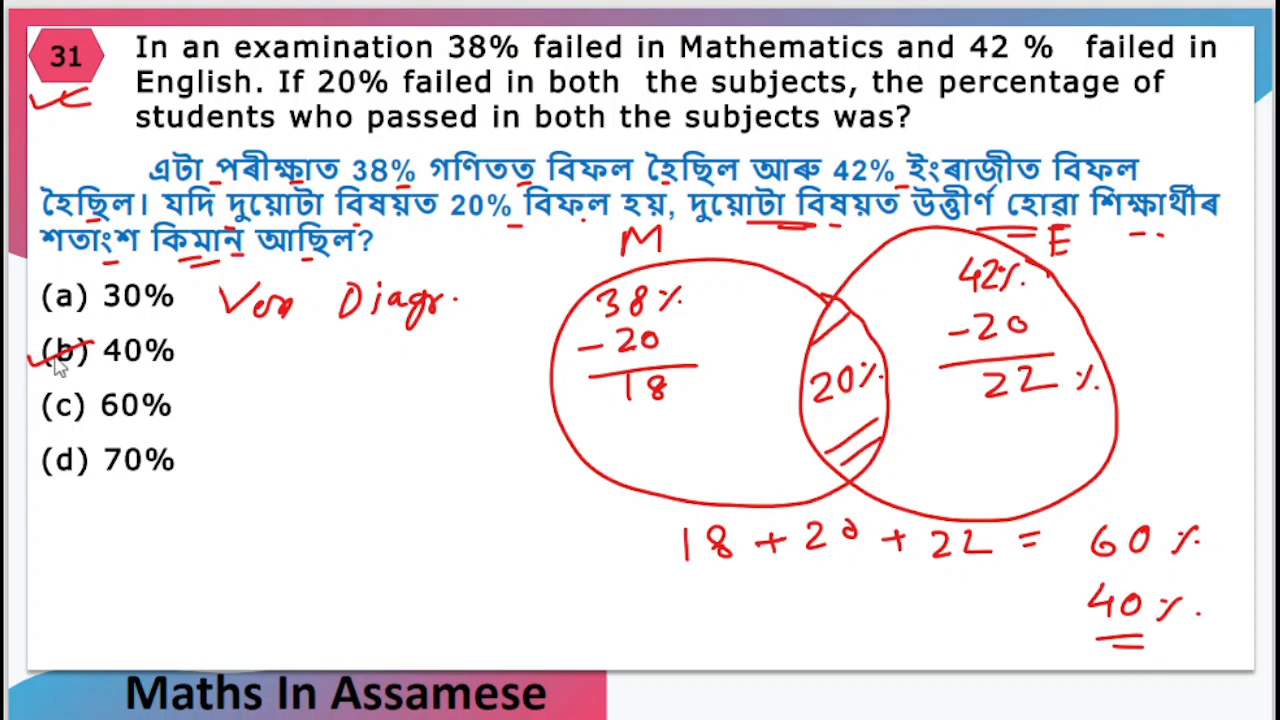 31
In an examination 38% failed in Mathematics and 42 % failed in
English. If 20% failed in both the subjects, the percentage of
students who passed in both the subjects was?
এটা পৰীক্ষাত 38% গণিতত বিফল হৈছিল আৰু 42% ইংৰাজীত বিফল
হৈছিল। যদি দুয়োটা বিষয়ত 20% বিফল হয়, দুয়োটা বিষয়ত উত্তীৰ্ণ হোৱা শিক্ষাৰ্থীৰ
শতাংশ কিমান আছিল?
(a) 30%
(b) 40%
(c) 60%
(d) 70%
Ven Diagr.
M
38%
- 20
18
20%
E
42%
- 20
22 %
18 + 20 + 22 = 60 %
40 %
Maths In Assamese